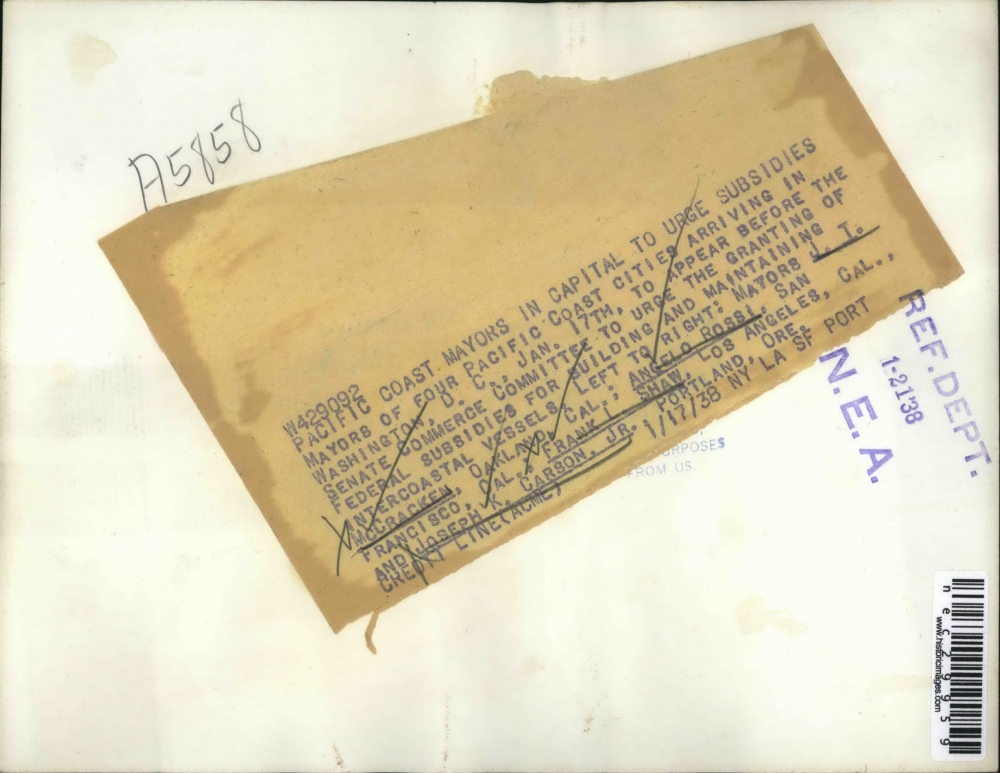 A5858
W429092
PACIFIC COAST MAYORS IN CAPITAL TO URGE SUBSIDIES
MAYORS OF FOUR PACIFIC COAST CITIES ARRIVING IN
WASHINGTON, D. C., JAN. 17TH, TO APPEAR BEFORE THE
SENATE COMMERCE COMMITTEE TO URGE THE GRANTING OF
FEDERAL SUBSIDIES FOR BUILDING AND MAINTAINING
INTERCOASTAL VESSELS. LEFT TO RIGHT: MAYORS J. T.
MCCRACKEN, OAKLAND, CAL.; ANGELO ROSSI, SAN
FRANCISCO, CAL.; FRANK L. SHAW, LOS ANGELES, CAL.,
AND JOSEPH K. CARSON, JR. PORTLAND, ORE.
CREDIT LINE (ACME) 1/17/38 NY LA SF PORT
URPOSES
FROM US.
REF. DEPT.
1-21'38
N. E. A.
nec29959
www.historicimages.com